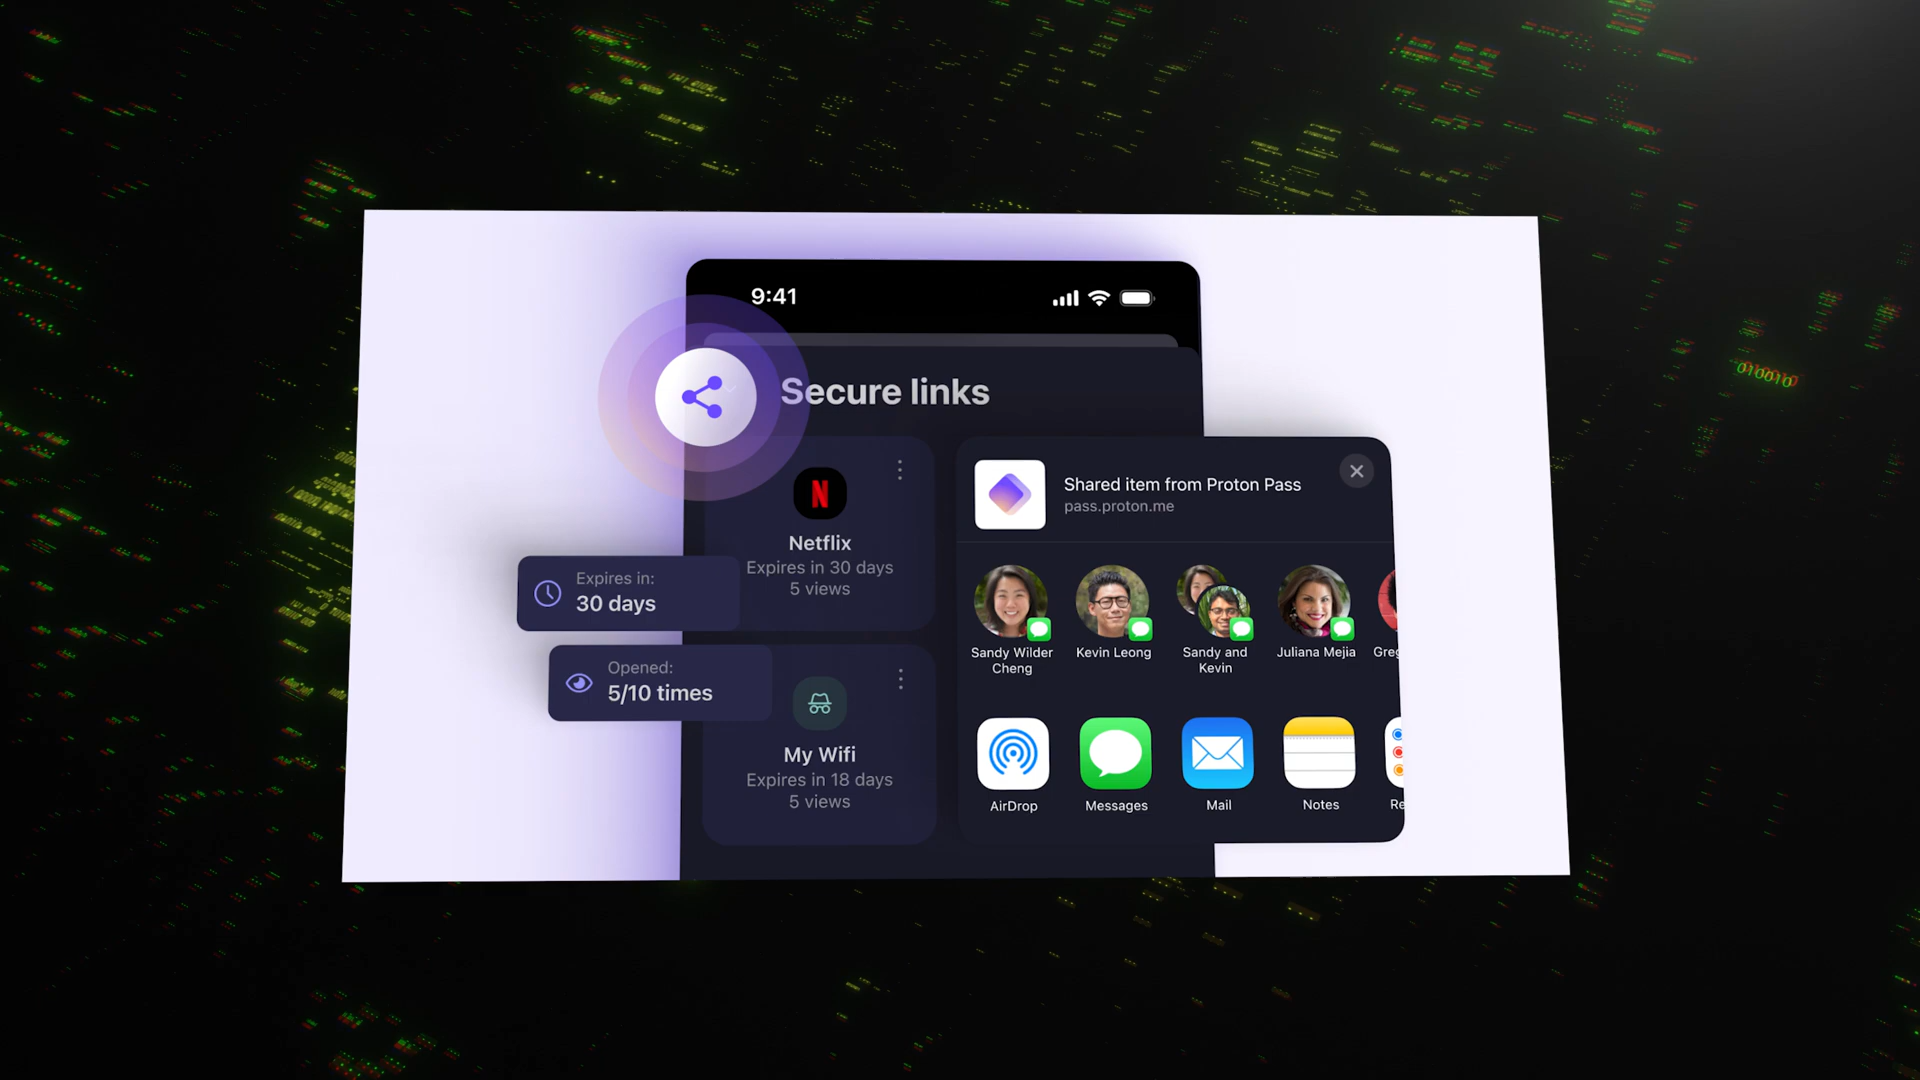 9:41
Secure links
N
Netflix
Expires in 30 days
5 views
Expires in:
30 days
Opened:
5/10 times
My Wifi
Expires in 18 days
5 views
Shared item from Proton Pass
pass.proton.me
Sandy Wilder
Cheng
Kevin Leong
Sandy and
Kevin
Juliana Mejia
Greg
AirDrop
Messages
Mail
Notes
Re
010010